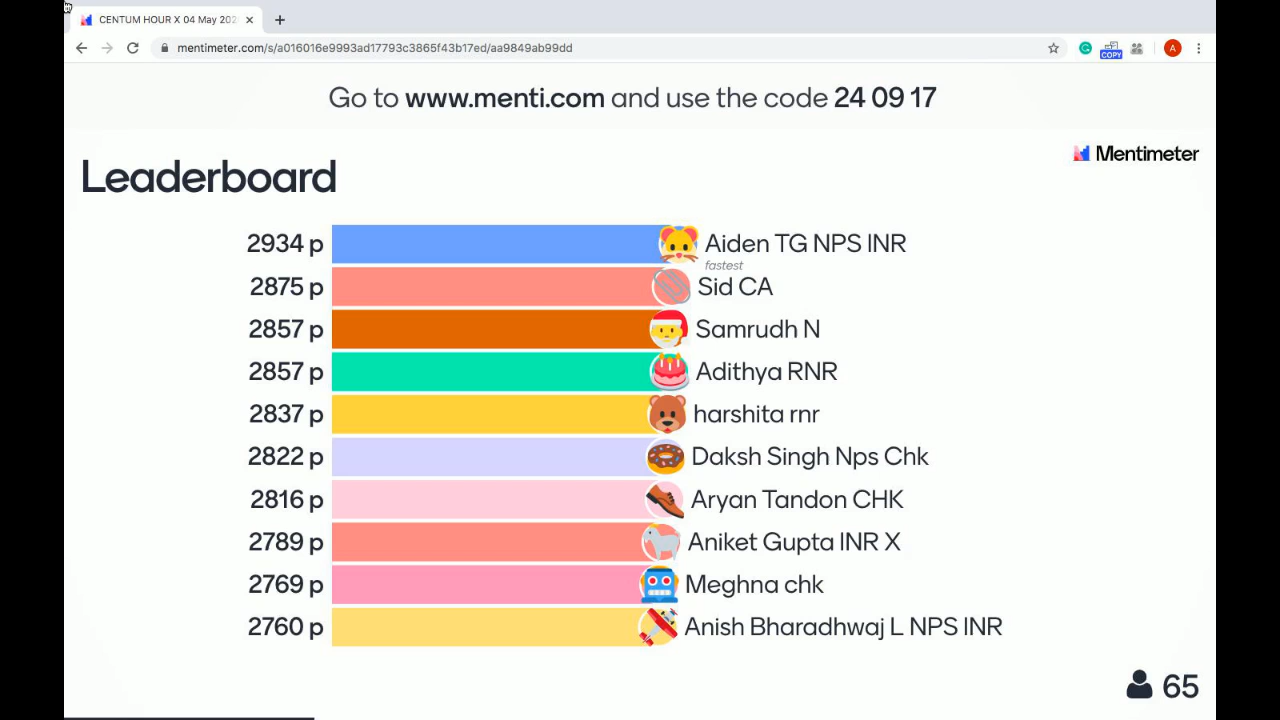 CENTUM HOUR X 04 May 202
mentimeter.com/s/a016016e9993ad17793c3865f43b17ed/aa9849ab99dd
COPY
A
Go to www.menti.com and use the code 24 09 17
Mentimeter
Leaderboard
2934 p Aiden TG NPS INR
fastest
2875 p Sid CA
2857 p Samrudh N
2857 p Adithya RNR
2837 p harshita rnr
2822 p Daksh Singh Nps Chk
2816 p Aryan Tandon CHK
2789 p Aniket Gupta INR X
2769 p Meghna chk
2760 p Anish Bharadhwaj L NPS INR
65